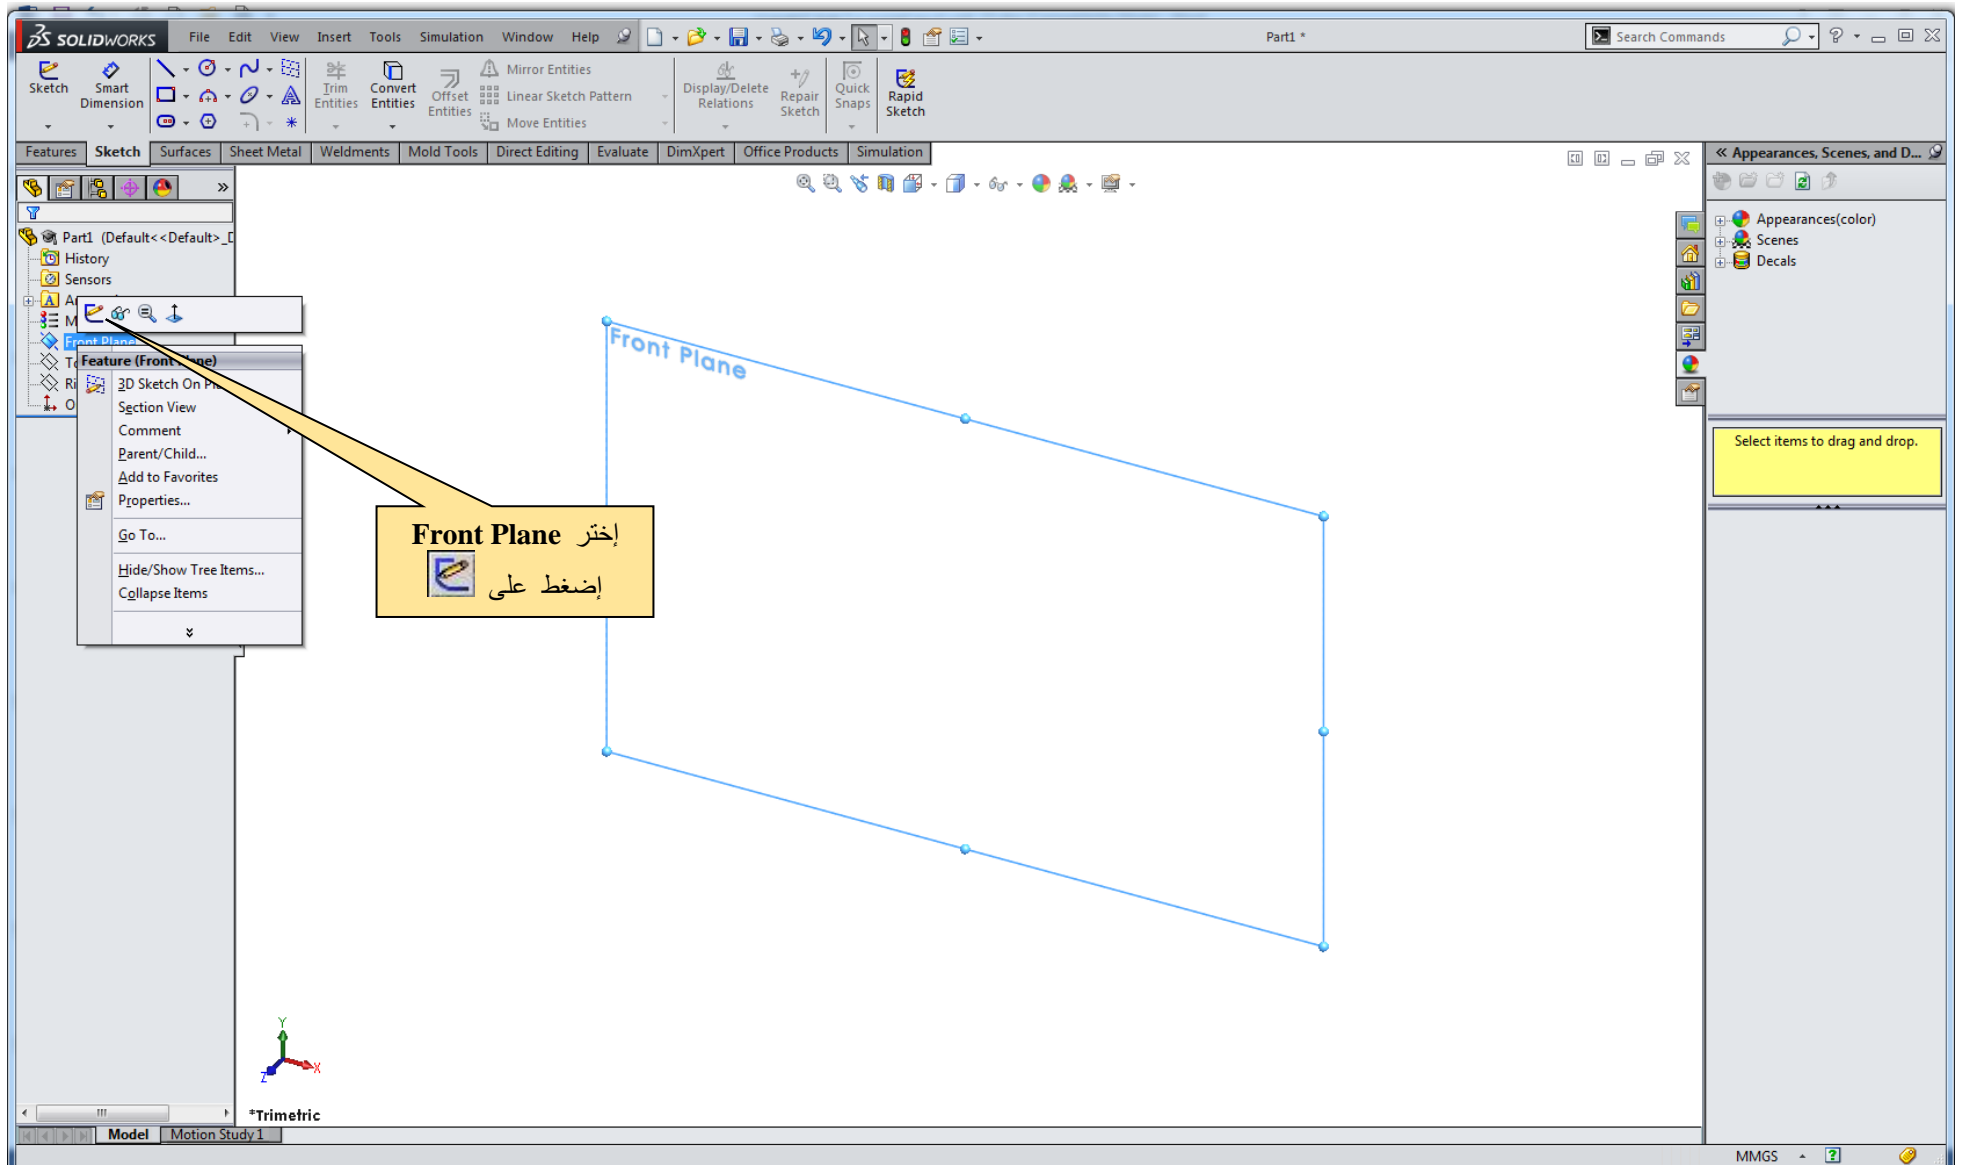 SOLIDWORKS File Edit View Insert Tools Simulation Window Help Part1 * Search Commands
Sketch Smart Dimension Trim Entities Convert Entities Offset Entities Mirror Entities Linear Sketch Pattern Move Entities Display/Delete Relations Repair Sketch Quick Snaps Rapid Sketch
Features Sketch Surfaces Sheet Metal Weldments Mold Tools Direct Editing Evaluate DimXpert Office Products Simulation
« Appearances, Scenes, and D...
»
Part1 (Default<<Default>_D
History
Sensors
A
M
Front Plane
To
Ri
O
Feature (Front Plane)
3D Sketch On Pla
Section View
Comment
Parent/Child...
Add to Favorites
Properties...
Go To...
Hide/Show Tree Items...
Collapse Items
Front Plane
إختر Front Plane
إضغط على
Appearances(color)
Scenes
Decals
Select items to drag and drop.
Y
X
Z
*Trimetric
Model Motion Study 1
MMGS